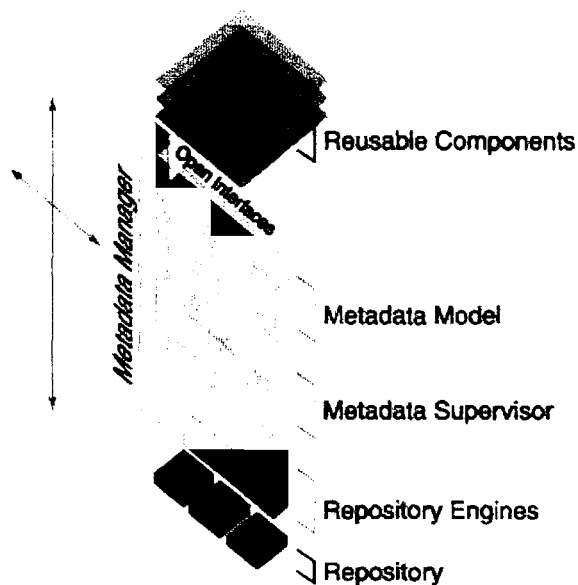 Reusable Components
Open Interfaces
Metadata Manager
Metadata Model
Metadata Supervisor
Repository Engines
Repository